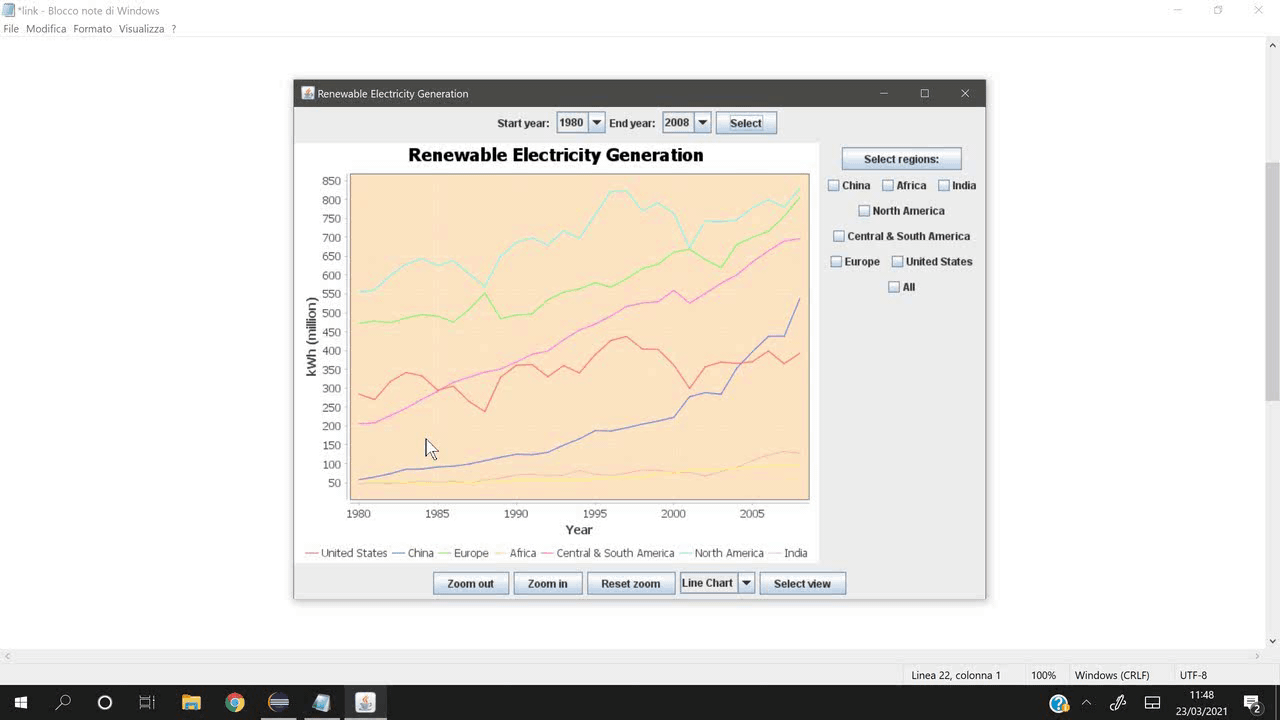 *link - Blocco note di Windows
File Modifica Formato Visualizza ?
Renewable Electricity Generation
Start year: 1980 End year: 2008 Select
Renewable Electricity Generation
Select regions:
China Africa India
North America
Central & South America
Europe United States
All
kWh (million)
850
800
750
700
650
600
550
500
450
400
350
300
250
200
150
100
50
1980 1985 1990 1995 2000 2005
Year
United States China Europe Africa Central & South America North America India
Zoom out Zoom in Reset zoom Line Chart Select view
Linea 22, colonna 1 100% Windows (CRLF) UTF-8
11:48
23/03/2021
2